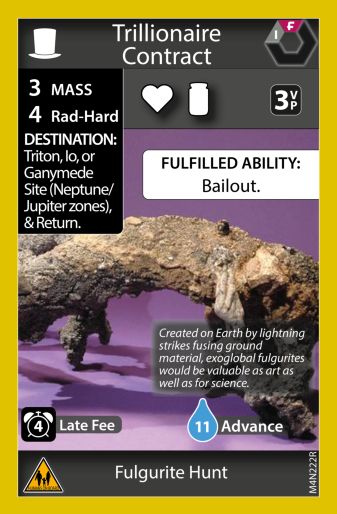 Trillionaire
Contract
I F
3 MASS
4 Rad-Hard
3 VP
DESTINATION:
Triton, Io, or
Ganymede
Site (Neptune/
Jupiter zones),
& Return.
FULFILLED ABILITY:
Bailout.
Created on Earth by lightning
strikes fusing ground
material, exoglobal fulgurites
would be valuable as art as
well as for science.
4 Late Fee
11 Advance
Fulgurite Hunt
M4N222R